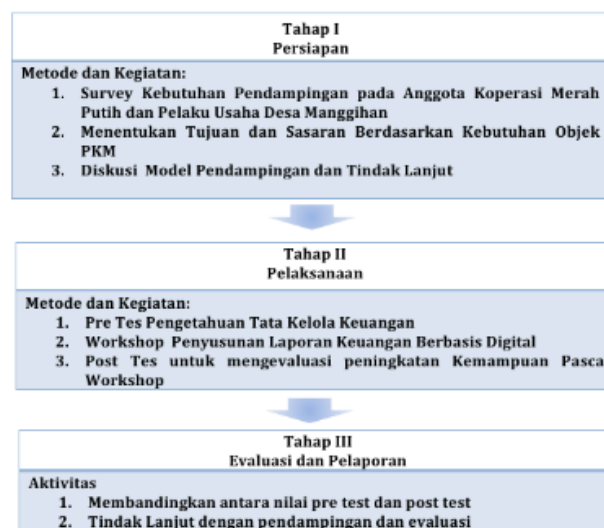 Tahap I
Persiapan
Metode dan Kegiatan:
1. Survey Kebutuhan Pendampingan pada Anggota Koperasi Merah
Putih dan Pelaku Usaha Desa Manggihan
2. Menentukan Tujuan dan Sasaran Berdasarkan Kebutuhan Objek
PKM
3. Diskusi Model Pendampingan dan Tindak Lanjut
Tahap II
Pelaksanaan
Metode dan Kegiatan:
1. Pre Tes Pengetahuan Tata Kelola Keuangan
2. Workshop Penyusunan Laporan Keuangan Berbasis Digital
3. Post Tes untuk mengevaluasi peningkatan Kemampuan Pasca
Workshop
Tahap III
Evaluasi dan Pelaporan
Aktivitas
1. Membandingkan antara nilai pre test dan post test
2. Tindak Lanjut dengan pendampingan dan evaluasi